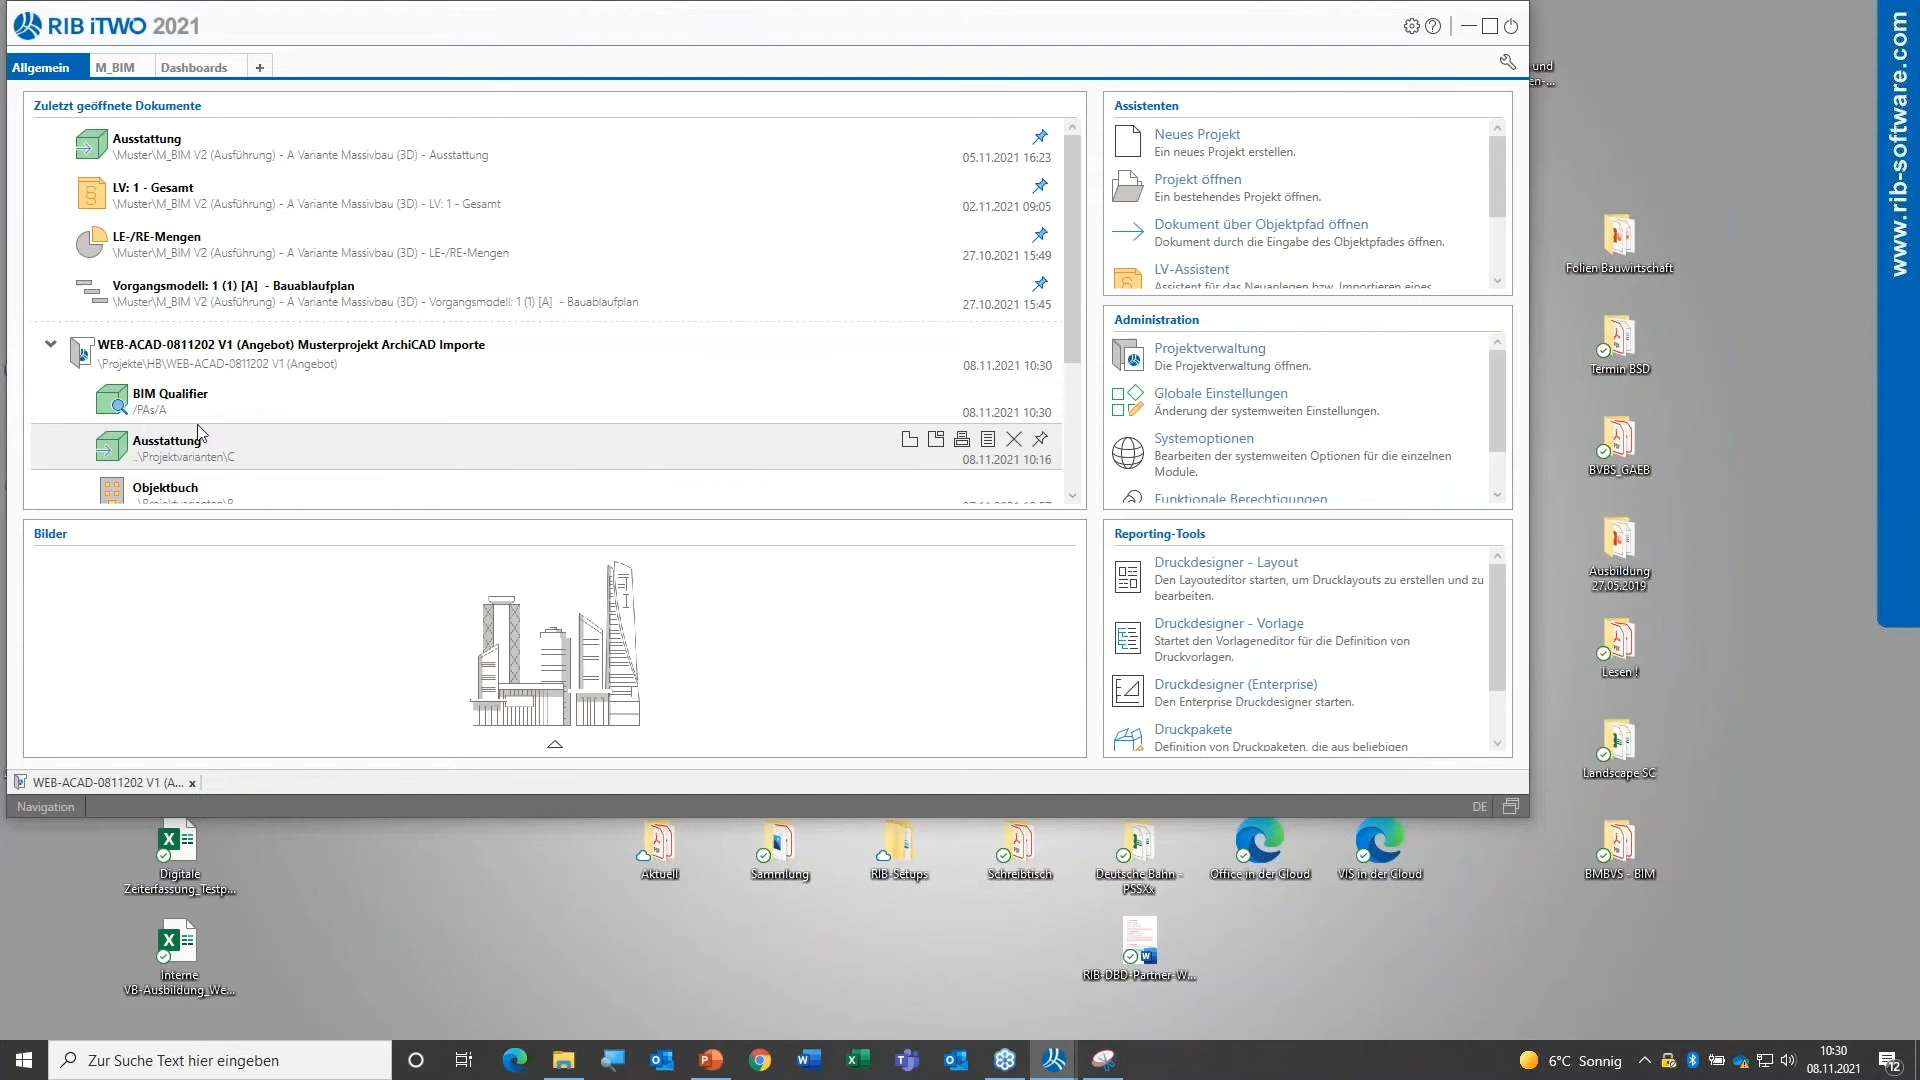 RIB iTWO 2021
Allgemein
M_BIM
Dashboards
+
Zuletzt geöffnete Dokumente
Ausstattung
\Muster\M_BIM V2 (Ausführung) - A Variante Massivbau (3D) - Ausstattung
05.11.2021 16:23
LV: 1 - Gesamt
\Muster\M_BIM V2 (Ausführung) - A Variante Massivbau (3D) - LV: 1 - Gesamt
02.11.2021 09:05
LE-/RE-Mengen
\Muster\M_BIM V2 (Ausführung) - A Variante Massivbau (3D) - LE-/RE-Mengen
27.10.2021 15:49
Vorgangsmodell: 1 (1) [A]  - Bauablaufplan
\Muster\M_BIM V2 (Ausführung) - A Variante Massivbau (3D) - Vorgangsmodell: 1 (1) [A]  - Bauablaufplan
27.10.2021 15:45
WEB-ACAD-0811202 V1 (Angebot) Musterprojekt ArchiCAD Importe
\Projekte\HB\WEB-ACAD-0811202 V1 (Angebot)
08.11.2021 10:30
BIM Qualifier
/PAs/A
08.11.2021 10:30
Ausstattung
..\Projektvarianten\C
08.11.2021 10:16
Objektbuch
Bilder
Assistenten
Neues Projekt
Ein neues Projekt erstellen.
Projekt öffnen
Ein bestehendes Projekt öffnen.
Dokument über Objektpfad öffnen
Dokument durch die Eingabe des Objektpfades öffnen.
LV-Assistent
Assistent für das Neuanlegen bzw. Importieren eines
Administration
Projektverwaltung
Die Projektverwaltung öffnen.
Globale Einstellungen
Änderung der systemweiten Einstellungen.
Systemoptionen
Bearbeiten der systemweiten Optionen für die einzelnen
Module.
Funktionale Berechtigungen
Reporting-Tools
Druckdesigner - Layout
Den Layouteditor starten, um Drucklayouts zu erstellen und zu
bearbeiten.
Druckdesigner - Vorlage
Startet den Vorlageneditor für die Definition von
Druckvorlagen.
Druckdesigner (Enterprise)
Den Enterprise Druckdesigner starten.
Druckpakete
Definition von Druckpaketen, die aus beliebigen
WEB-ACAD-0811202 V1 (A... x
Navigation
DE
www.rib-software.com
und
en-...
Folien Bauwirtschaft
Termin BSD
BVBS_GAEB
Ausbildung
27.05.2019
Lesen !
Landscape SC
BMBVS - BIM
Digitale
Zeiterfassung_Testp...
Aktuell
Sammlung
RIB-Setups
Schreibtisch
Deutsche Bahn -
PSSXx
Office in der Cloud
VIS in der Cloud
Interne
VB-Ausbildung_We...
RIB-DBD-Partner-W...
Zur Suche Text hier eingeben
6°C Sonnig
10:30
08.11.2021
12